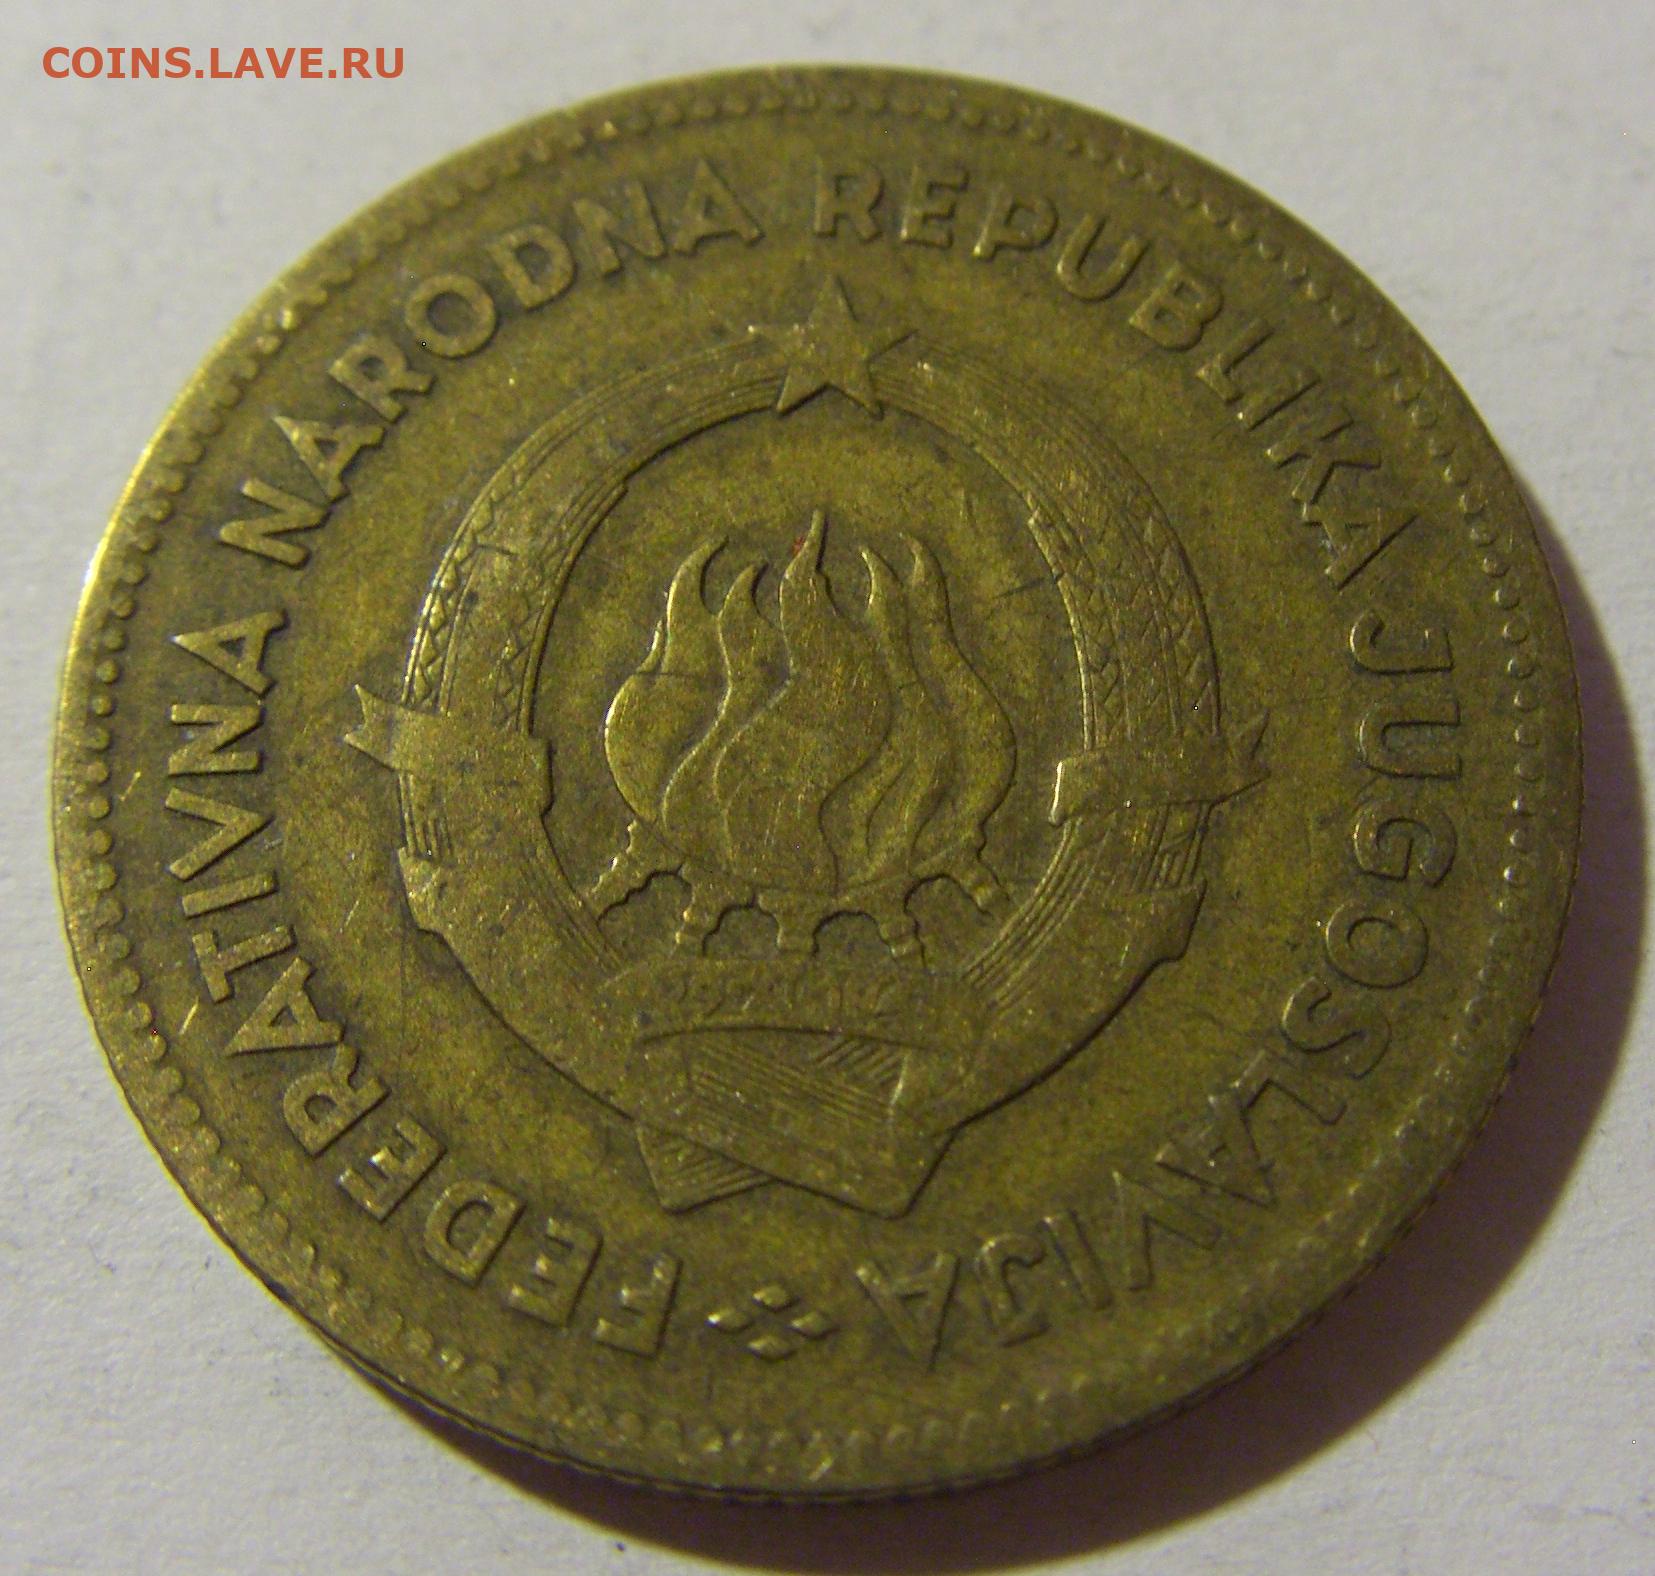 COINS.LAVE.RU
FEDERATIVNA NARODNA REPUBLIKA JUGOSLAVIJA